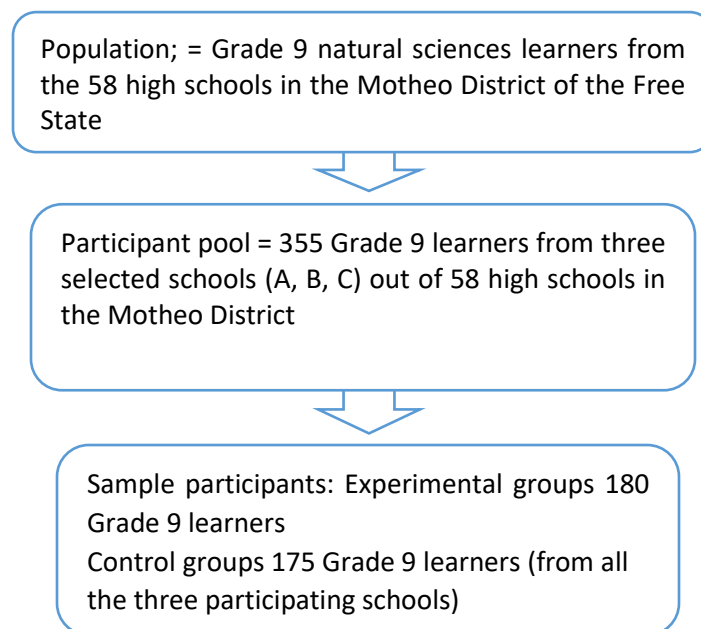 Population; = Grade 9 natural sciences learners from
the 58 high schools in the Motheo District of the Free
State
Participant pool = 355 Grade 9 learners from three
selected schools (A, B, C) out of 58 high schools in
the Motheo District
Sample participants: Experimental groups 180
Grade 9 learners
Control groups 175 Grade 9 learners (from all
the three participating schools)